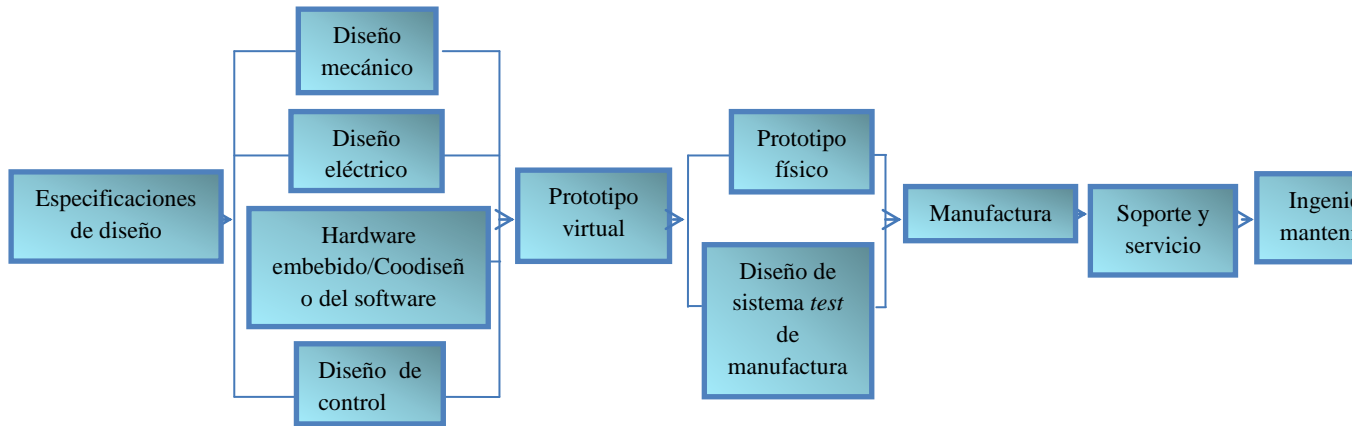 Especificaciones
de diseño
Diseño
mecánico
Diseño
eléctrico
Hardware
embebido/Coodiseñ
o del software
Diseño de
control
Prototipo
virtual
Prototipo
físico
Diseño de
sistema test
de
manufactura
Manufactura
Soporte y
servicio